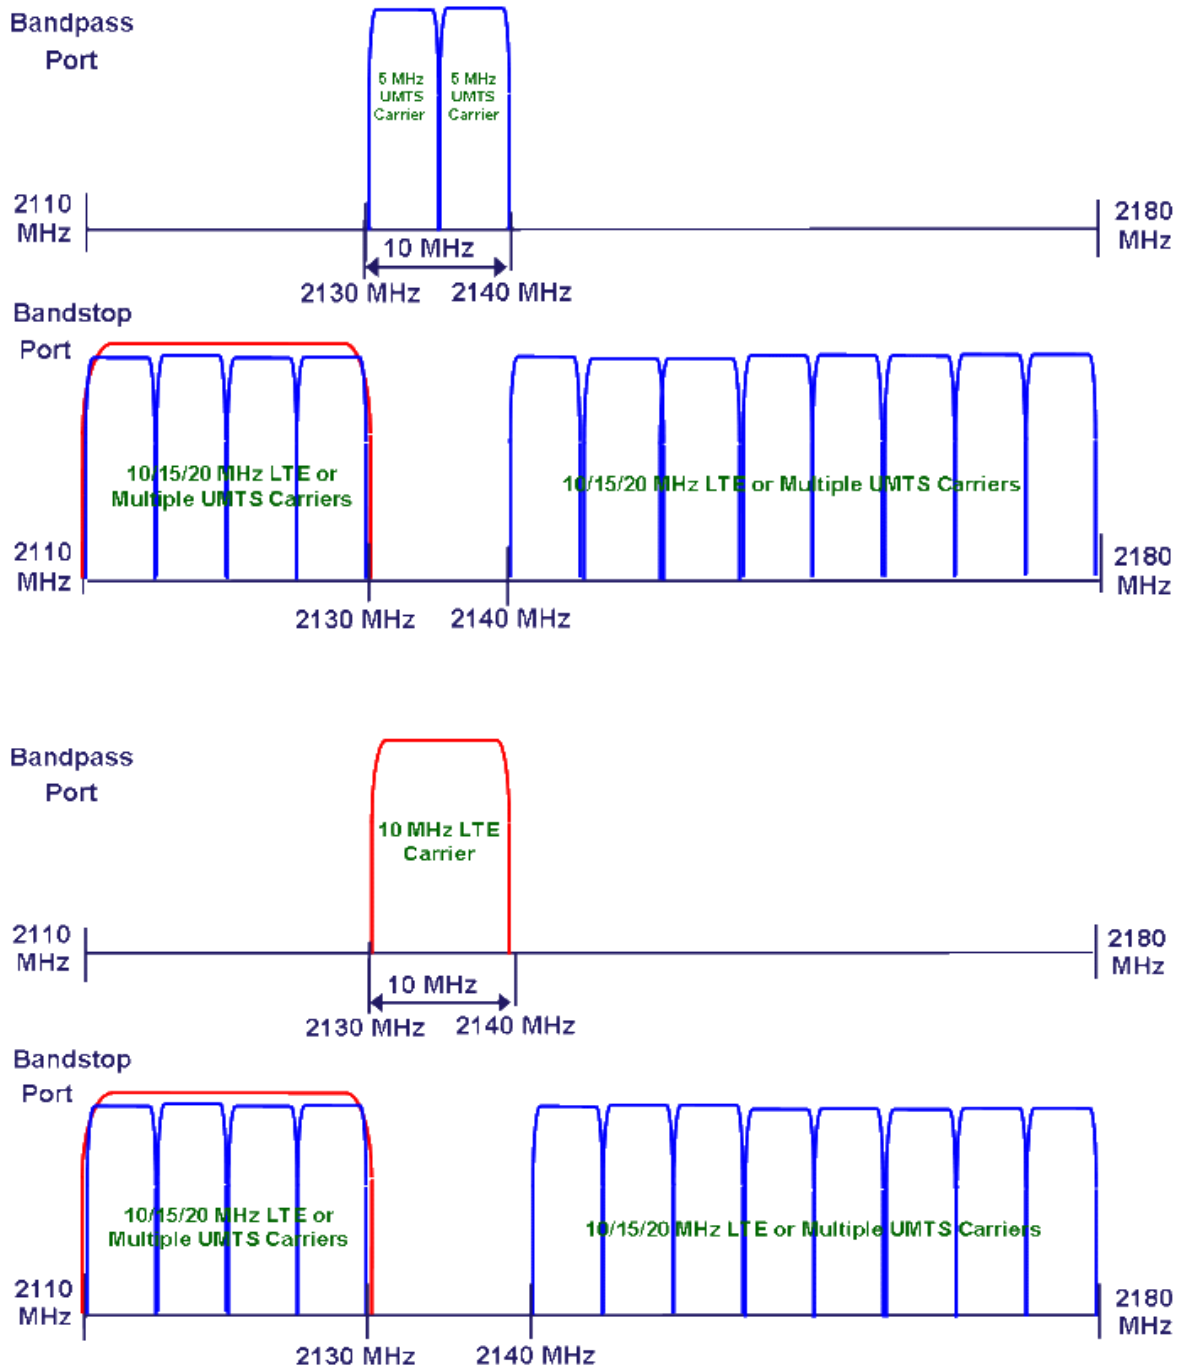 Bandpass
Port
5 MHz
UMTS
Carrier
5 MHz
UMTS
Carrier
2110
MHz
2180
MHz
10 MHz
2130 MHz
2140 MHz
Bandstop
Port
10/15/20 MHz LTE or
Multiple UMTS Carriers
10/15/20 MHz LTE or Multiple UMTS Carriers
2110
MHz
2180
MHz
2130 MHz
2140 MHz
Bandpass
Port
10 MHz LTE
Carrier
2110
MHz
2180
MHz
10 MHz
2130 MHz
2140 MHz
Bandstop
Port
10/15/20 MHz LTE or
Multiple UMTS Carriers
10/15/20 MHz LTE or Multiple UMTS Carriers
2110
MHz
2180
MHz
2130 MHz
2140 MHz